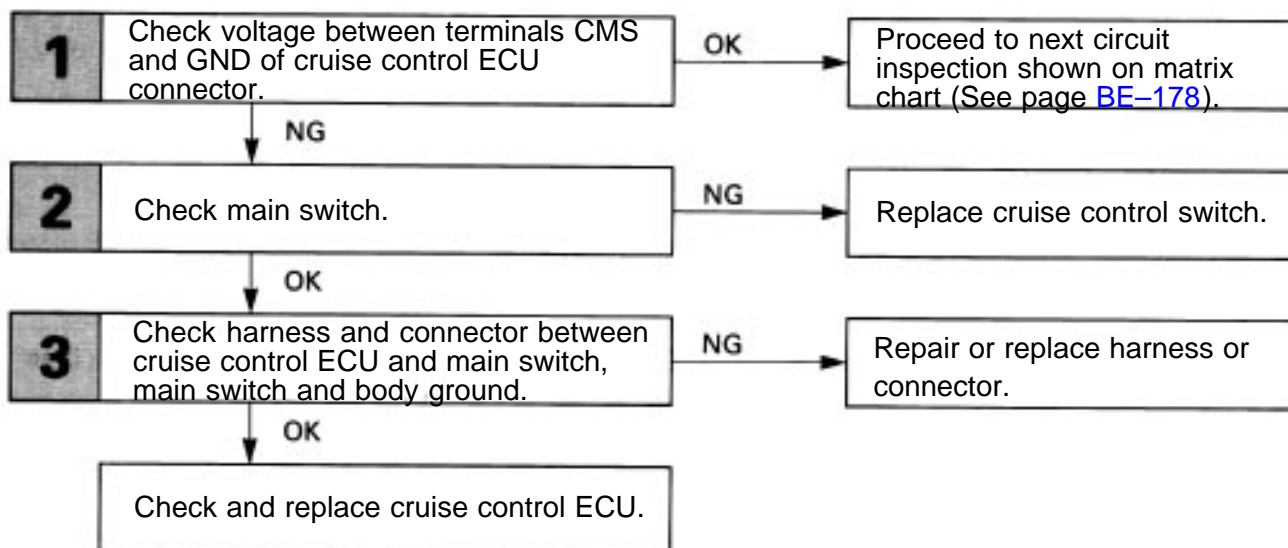 1
Check voltage between terminals CMS
and GND of cruise control ECU
connector.
OK
Proceed to next circuit
inspection shown on matrix
chart (See page BE–178).
NG
2
Check main switch.
NG
Replace cruise control switch.
OK
3
Check harness and connector between
cruise control ECU and main switch,
main switch and body ground.
NG
Repair or replace harness or
connector.
OK
Check and replace cruise control ECU.